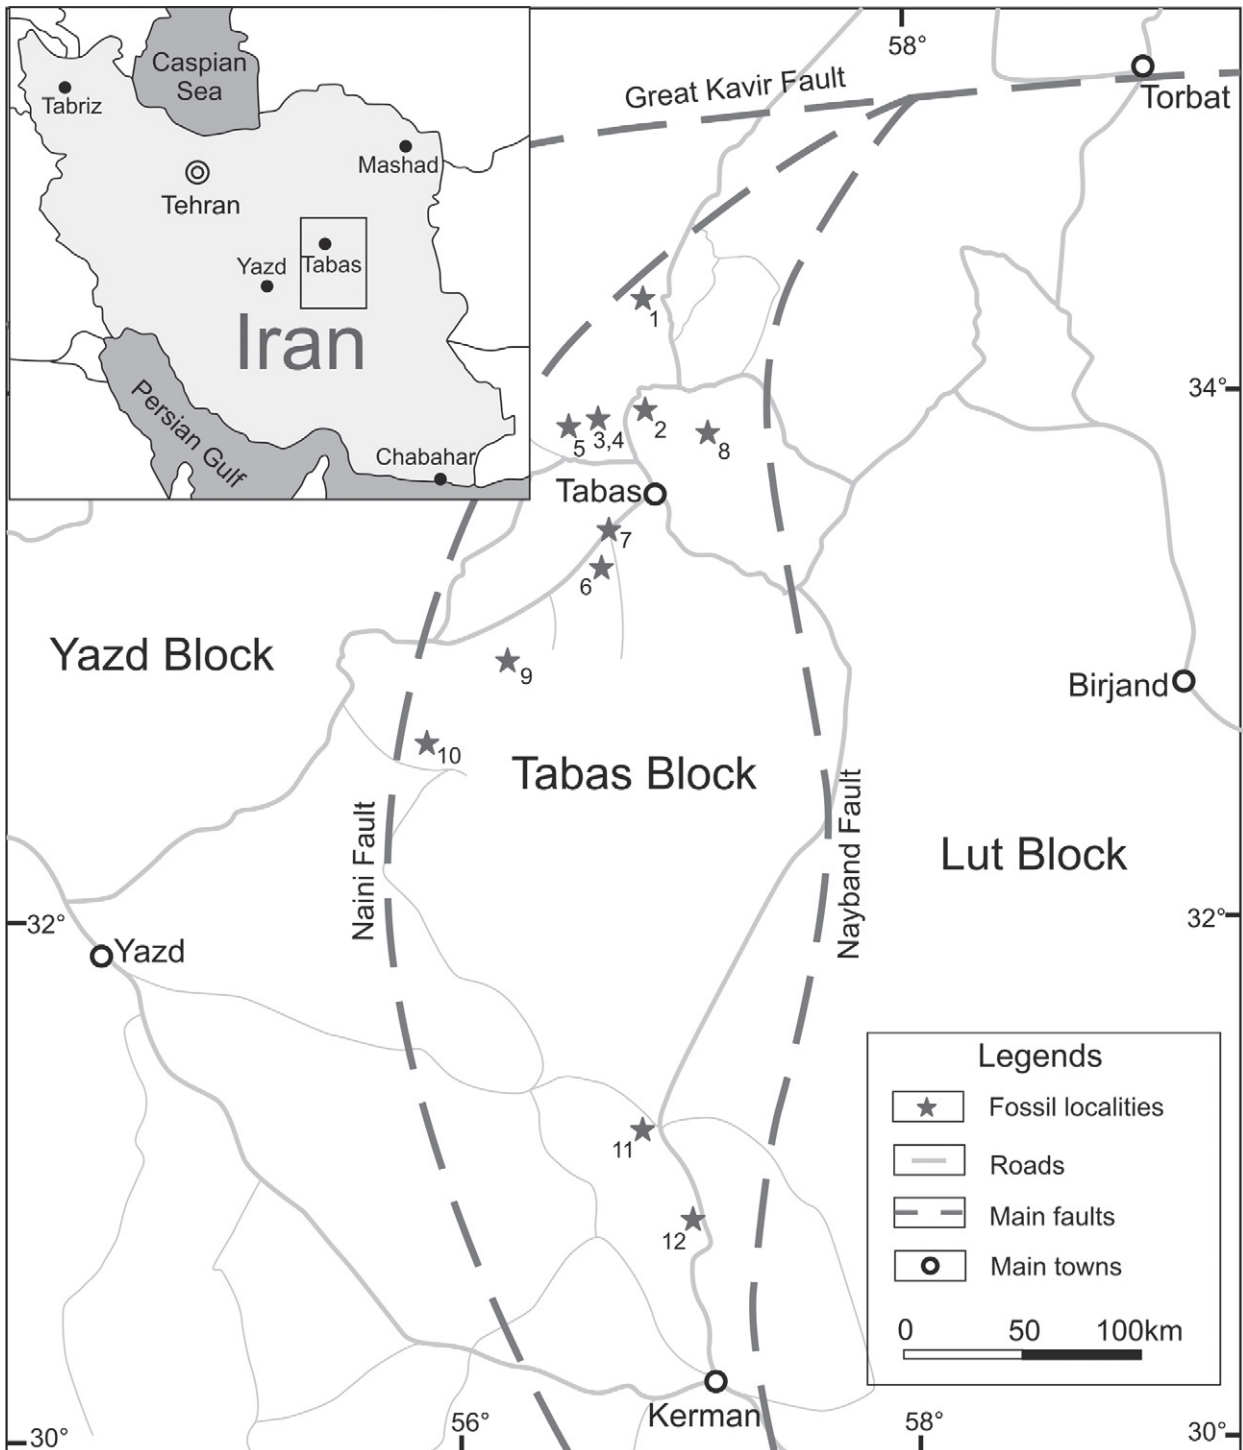 Caspian
Sea
Tabriz
Mashad
Tehran
Yazd
Tabas
Iran
Persian Gulf
Chabahar
58°
Great Kavir Fault
Torbat
1
34°
2
3,4
5
8
Tabas
7
6
Yazd Block
9
Birjand
10
Tabas Block
Naini Fault
Nayband Fault
Lut Block
32°
32°
Yazd
11
12
Legends
Fossil localities
Roads
Main faults
Main towns
0 50 100km
Kerman
30°
56°
58°
30°